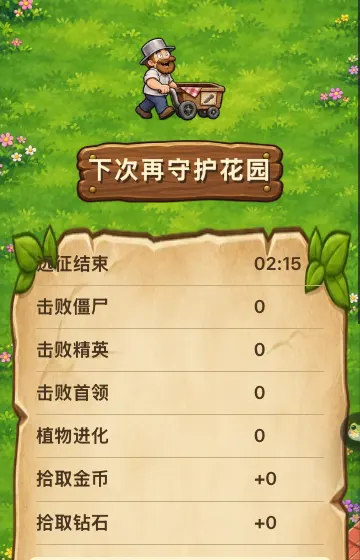 下次再守护花园
远征结束 02:15
击败僵尸 0
击败精英 0
击败首领 0
植物进化 0
拾取金币 +0
拾取钻石 +0